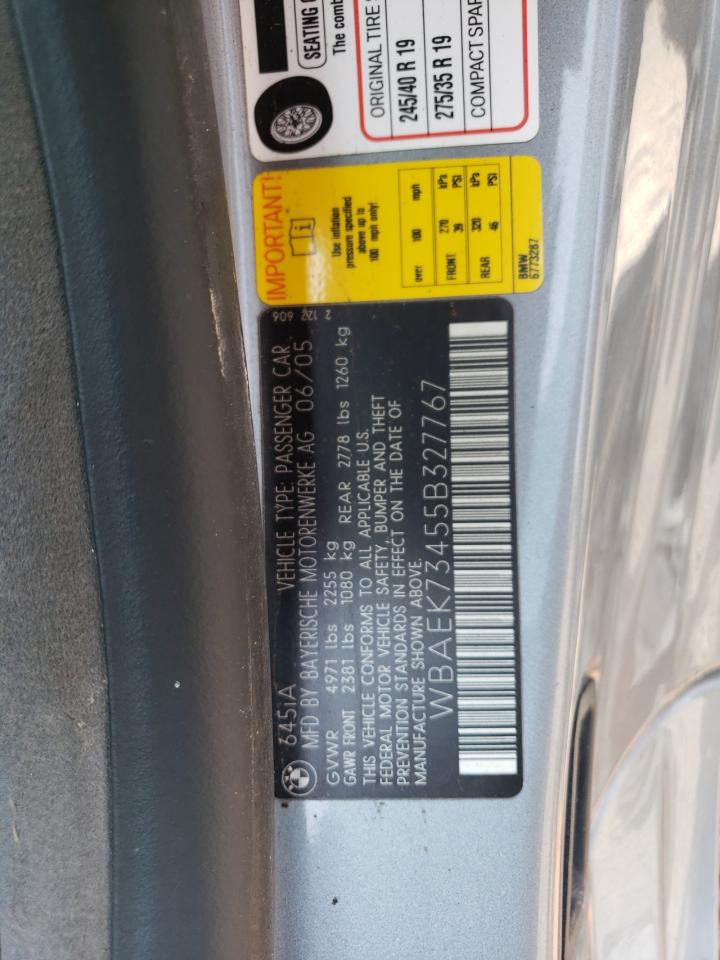 645iA VEHICLE TYPE: PASSENGER CAR
MFD BY BAYERISCHE MOTORENWERKE AG 06/05
GVWR 4971 lbs 2255 kg
GAWR FRONT 2381 lbs 1080 kg REAR 2778 lbs 1260 kg
THIS VEHICLE CONFORMS TO ALL APPLICABLE U.S.
FEDERAL MOTOR VEHICLE SAFETY, BUMPER AND THEFT
PREVENTION STANDARDS IN EFFECT ON THE DATE OF
MANUFACTURE SHOWN ABOVE.
WBAEK73455B327767
2 122 606
IMPORTANT!
Use inflation
pressure specified
above up to
100 mph only!
over 100 mph
FRONT 270 kPa
39 PSI
320 kPa
REAR 46 PSI
BMW
6773287
SEATING
The comb
ORIGINAL TIRE S
245/40 R 19
275/35 R 19
COMPACT SPAR